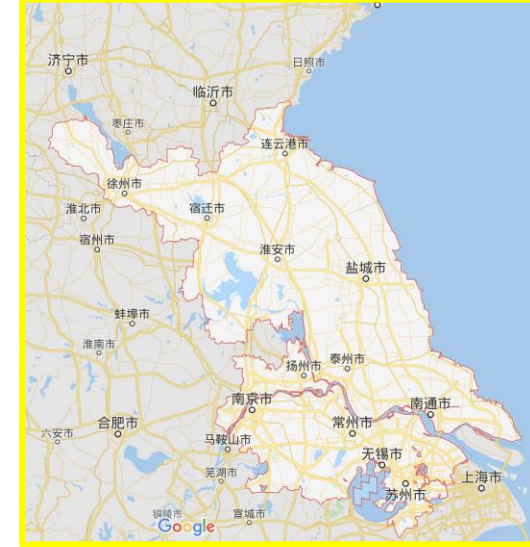 济宁市
日照市
临沂市
枣庄市
连云港市
徐州市
淮北市
宿迁市
宿州市
淮安市
盐城市
蚌埠市
淮南市
泰州市
扬州市
南京市
南通市
合肥市
常州市
六安市
马鞍山市
无锡市
芜湖市
上海市
苏州市
铜陵市
宣城市
Google